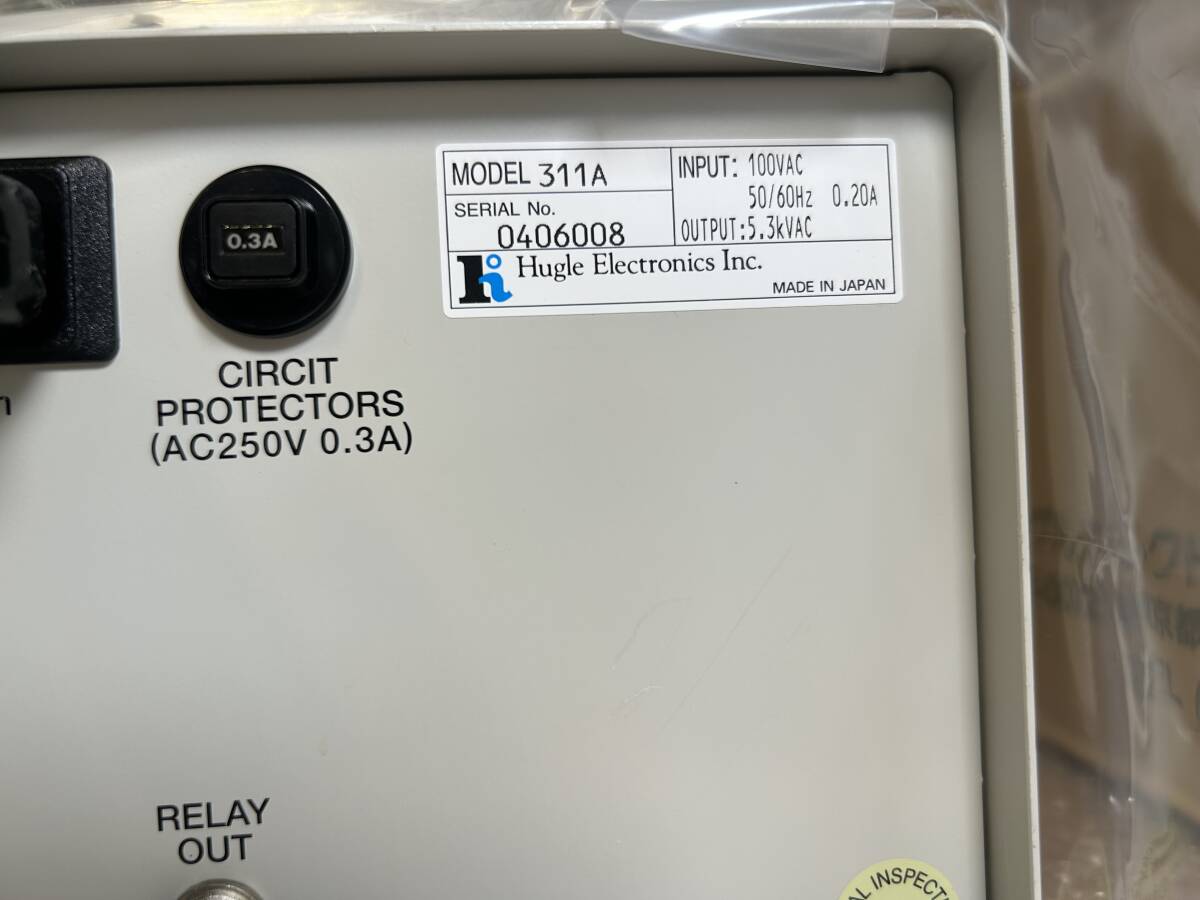 MODEL 311A
SERIAL No.
0406008
INPUT: 100VAC
50/60Hz 0.20A
OUTPUT:5.3kVAC
Hugle Electronics Inc.
MADE IN JAPAN
0.3A
CIRCIT
PROTECTORS
(AC250V 0.3A)
RELAY
OUT